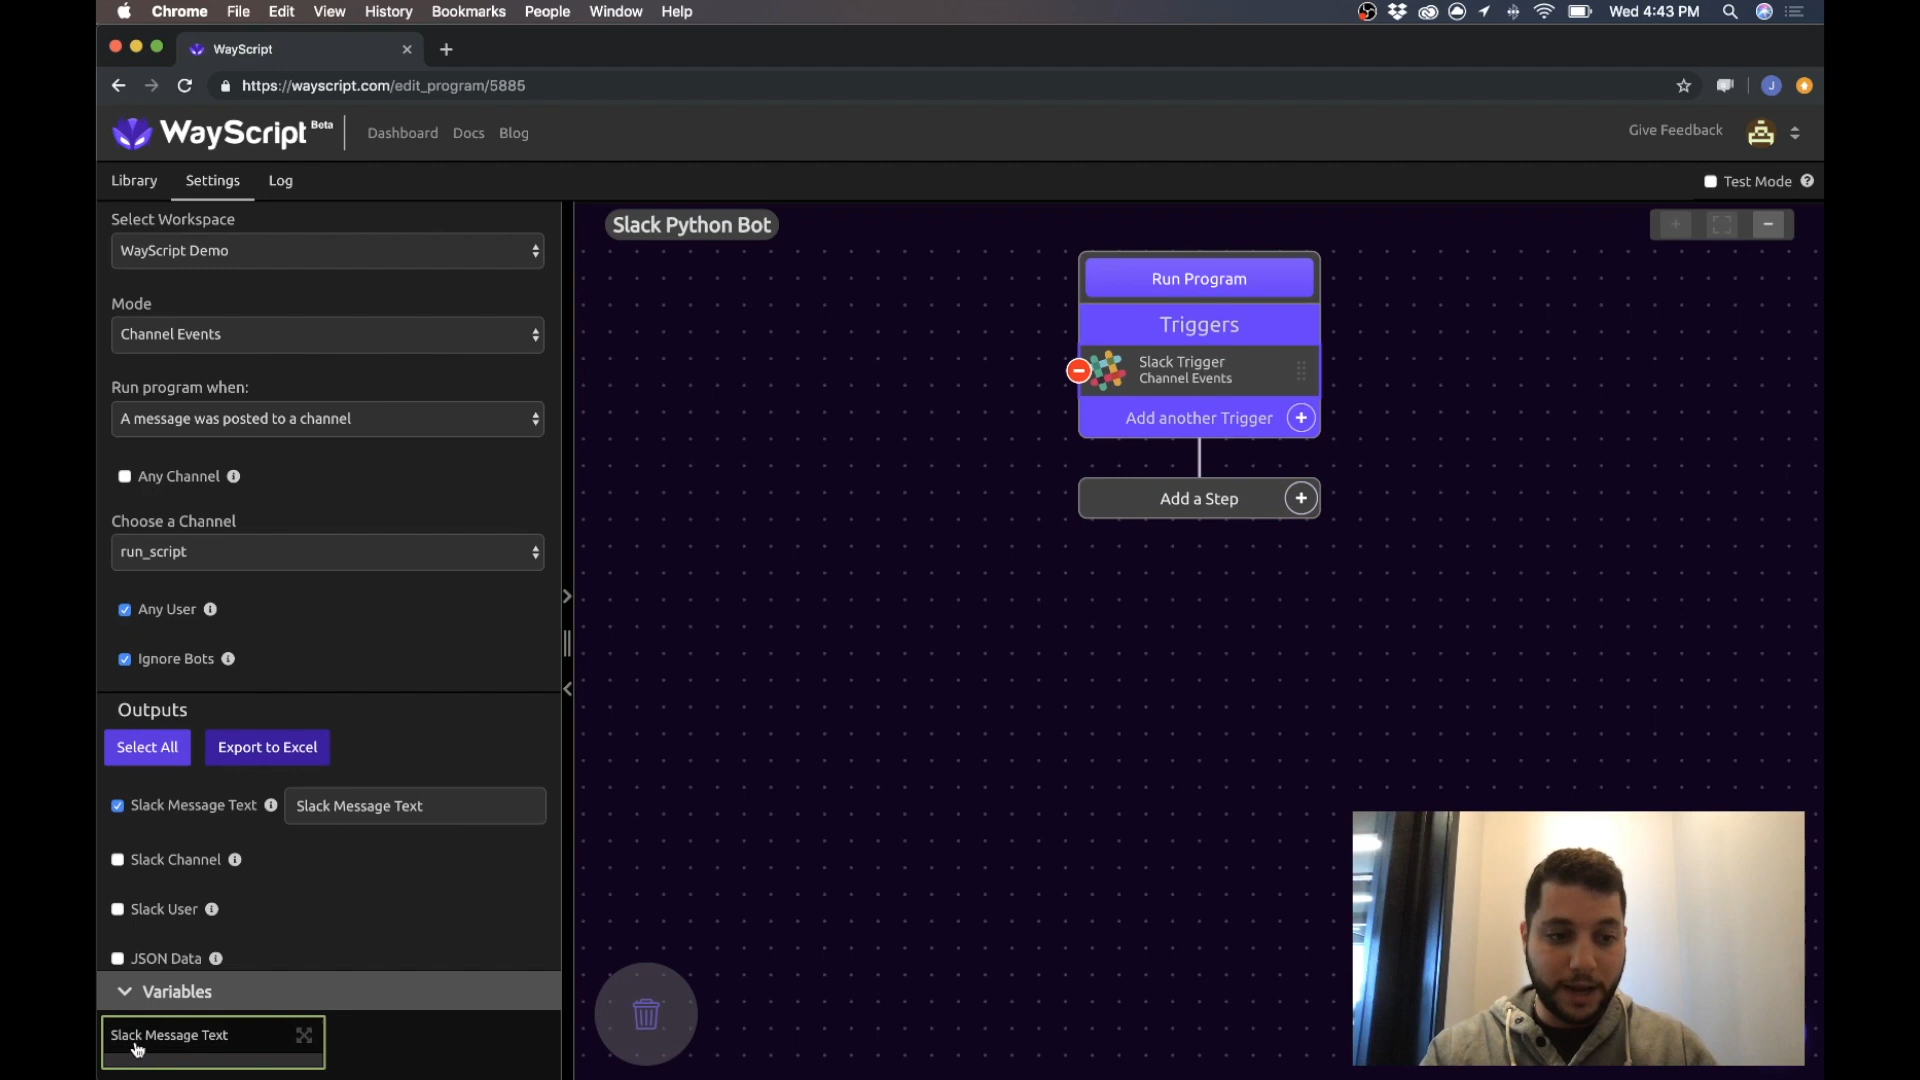 Chrome File Edit View History Bookmarks People Window Help
Wed 4:43 PM
WayScript
https://wayscript.com/edit_program/5885
J
WayScript Beta
Dashboard Docs Blog
Give Feedback
Library Settings Log
Test Mode
Select Workspace
WayScript Demo
Mode
Channel Events
Run program when:
A message was posted to a channel
Any Channel
Choose a Channel
run_script
Any User
Ignore Bots
Outputs
Select All Export to Excel
Slack Message Text Slack Message Text
Slack Channel
Slack User
JSON Data
Variables
Slack Message Text
Slack Python Bot
Run Program
Triggers
Slack Trigger
Channel Events
Add another Trigger
Add a Step